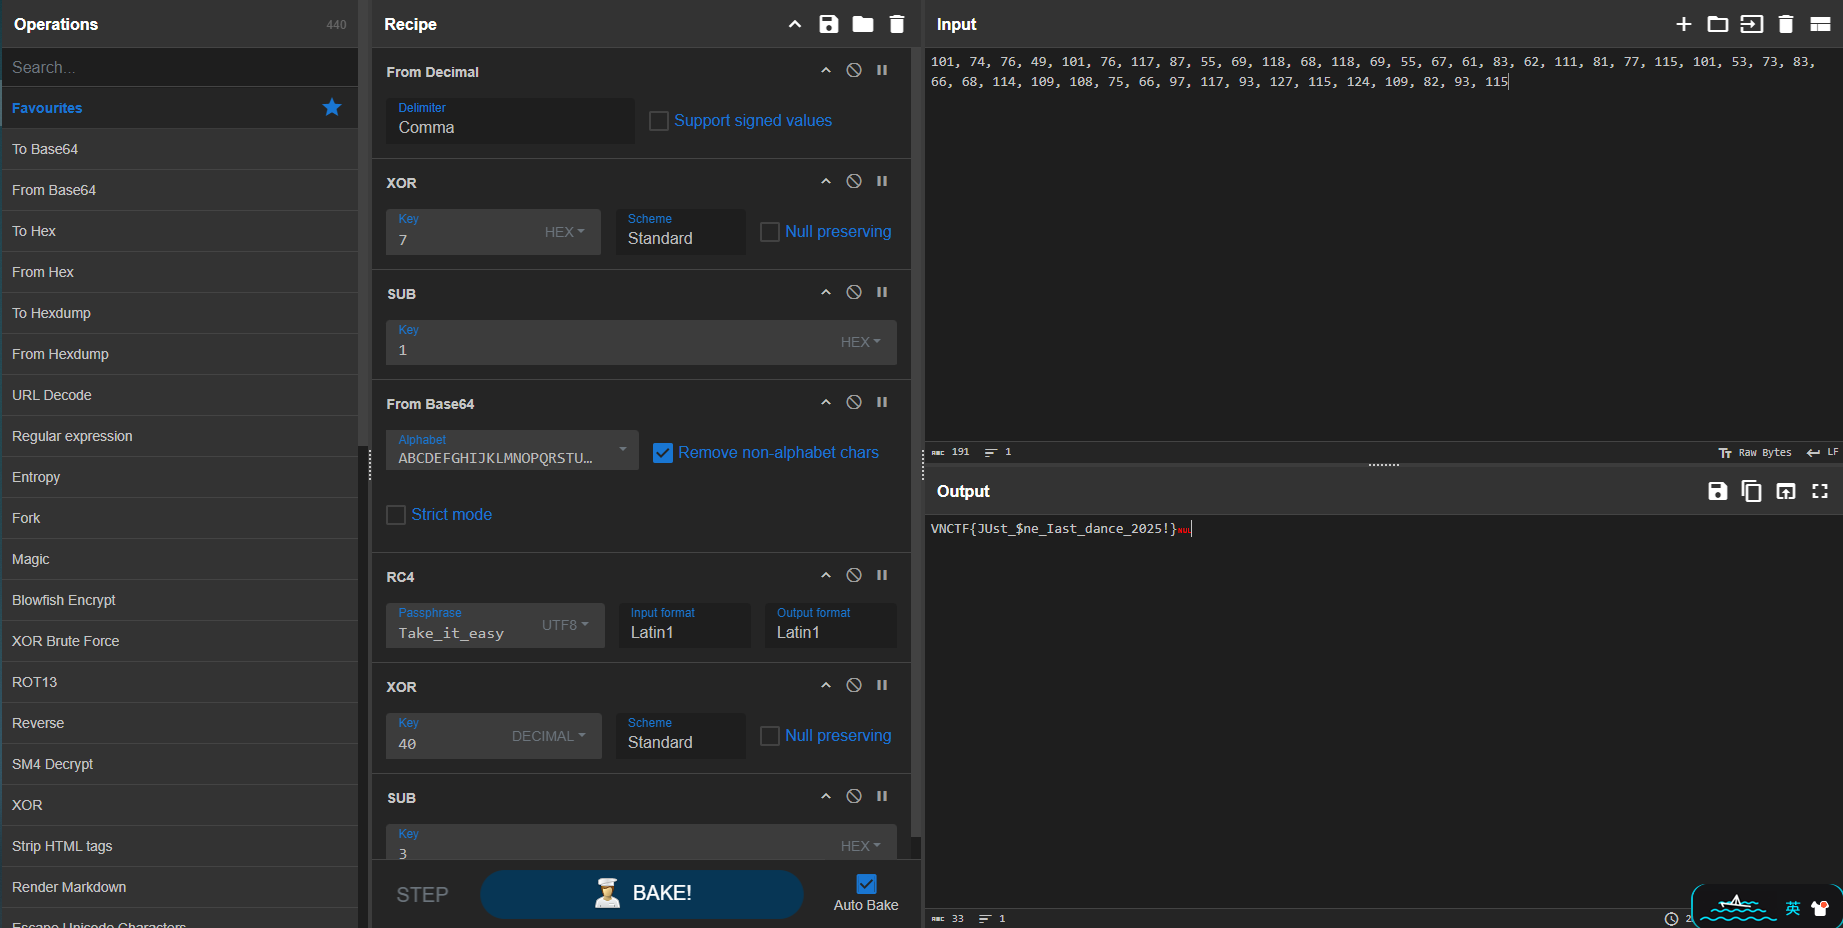 Operations
440
Search...
Favourites
To Base64
From Base64
To Hex
From Hex
To Hexdump
From Hexdump
URL Decode
Regular expression
Entropy
Fork
Magic
Blowfish Encrypt
XOR Brute Force
ROT13
Reverse
SM4 Decrypt
XOR
Strip HTML tags
Render Markdown
Escape Unicode Characters
Recipe
From Decimal
Delimiter
Comma
Support signed values
XOR
Key
7
HEX
Scheme
Standard
Null preserving
SUB
Key
1
HEX
From Base64
Alphabet
ABCDEFGHIJKLMNOPQRSTU…
Remove non-alphabet chars
Strict mode
RC4
Passphrase
Take_it_easy
UTF8
Input format
Latin1
Output format
Latin1
XOR
Key
40
DECIMAL
Scheme
Standard
Null preserving
SUB
Key
3
HEX
STEP
BAKE!
Auto Bake
Input
101, 74, 76, 49, 101, 76, 117, 87, 55, 69, 118, 68, 118, 69, 55, 67, 61, 83, 62, 111, 81, 77, 115, 101, 53, 73, 83,
66, 68, 114, 109, 108, 75, 66, 97, 117, 93, 127, 115, 124, 109, 82, 93, 115
ABC 191
1
Tт Raw Bytes
LF
Output
VNCTF{JUst_$ne_Iast_dance_2025!}NUL
ABC 33
1
2
英